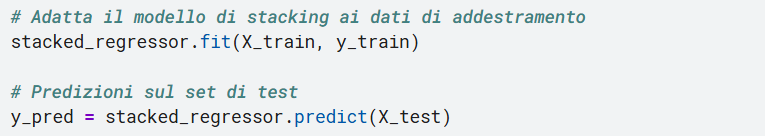 # Adatta il modello di stacking ai dati di addestramento
stacked_regressor.fit(X_train, y_train)
# Predizioni sul set di test
y_pred = stacked_regressor.predict(X_test)